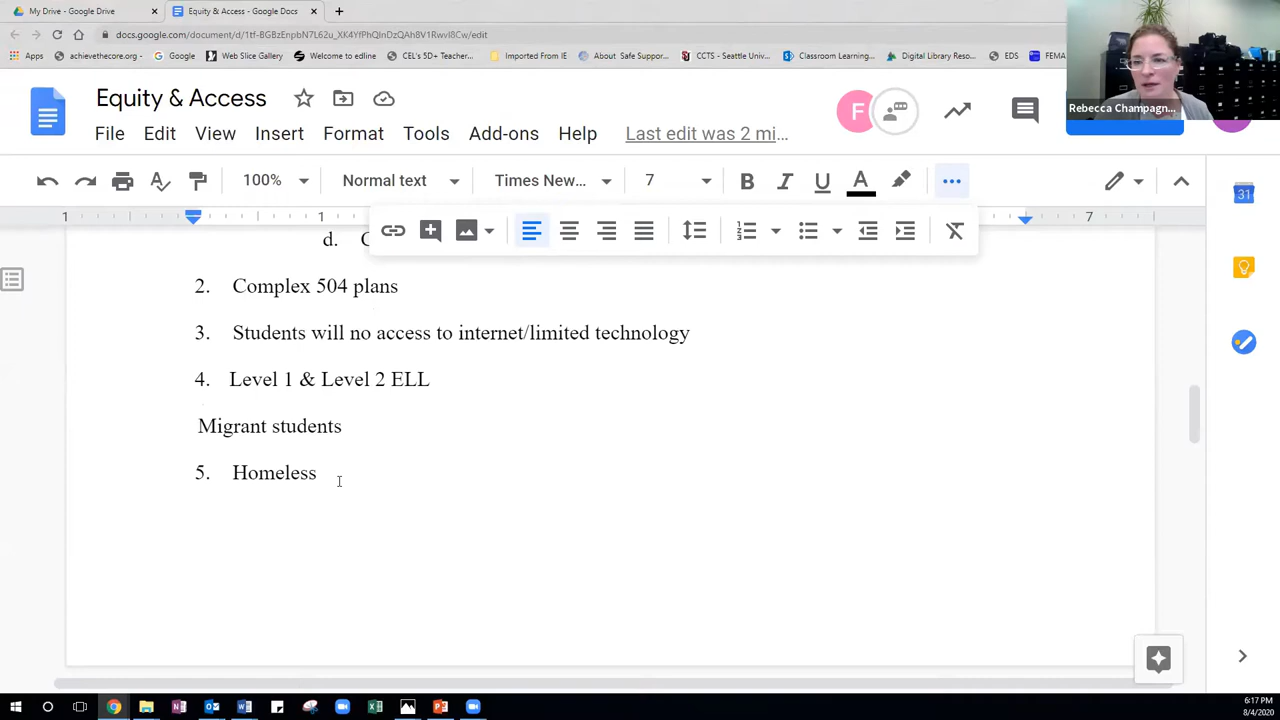 My Drive - Google Drive
Equity & Access - Google Docs
docs.google.com/document/d/1tf-BGBzEnpbN7L62u_XK4YfPhQlnDzQAh8V1RwvI8Cw/edit
Apps
achievethecore.org -
Google
Web Slice Gallery
Welcome to edline
CEL's 5D+ Teacher...
Imported From IE
About Safe Support...
CCTS - Seattle Univ...
Classroom Learning...
Digital Library Reso...
EDS
FEMA
Rebecca Champagn...
Equity & Access
F
File
Edit
View
Insert
Format
Tools
Add-ons
Help
Last edit was 2 mi...
100%
Normal text
Times New...
7
B
I
U
A
1
1
7
31
d.
2. Complex 504 plans
3. Students will no access to internet/limited technology
4. Level 1 & Level 2 ELL
Migrant students
5. Homeless
6:17 PM
8/4/2020